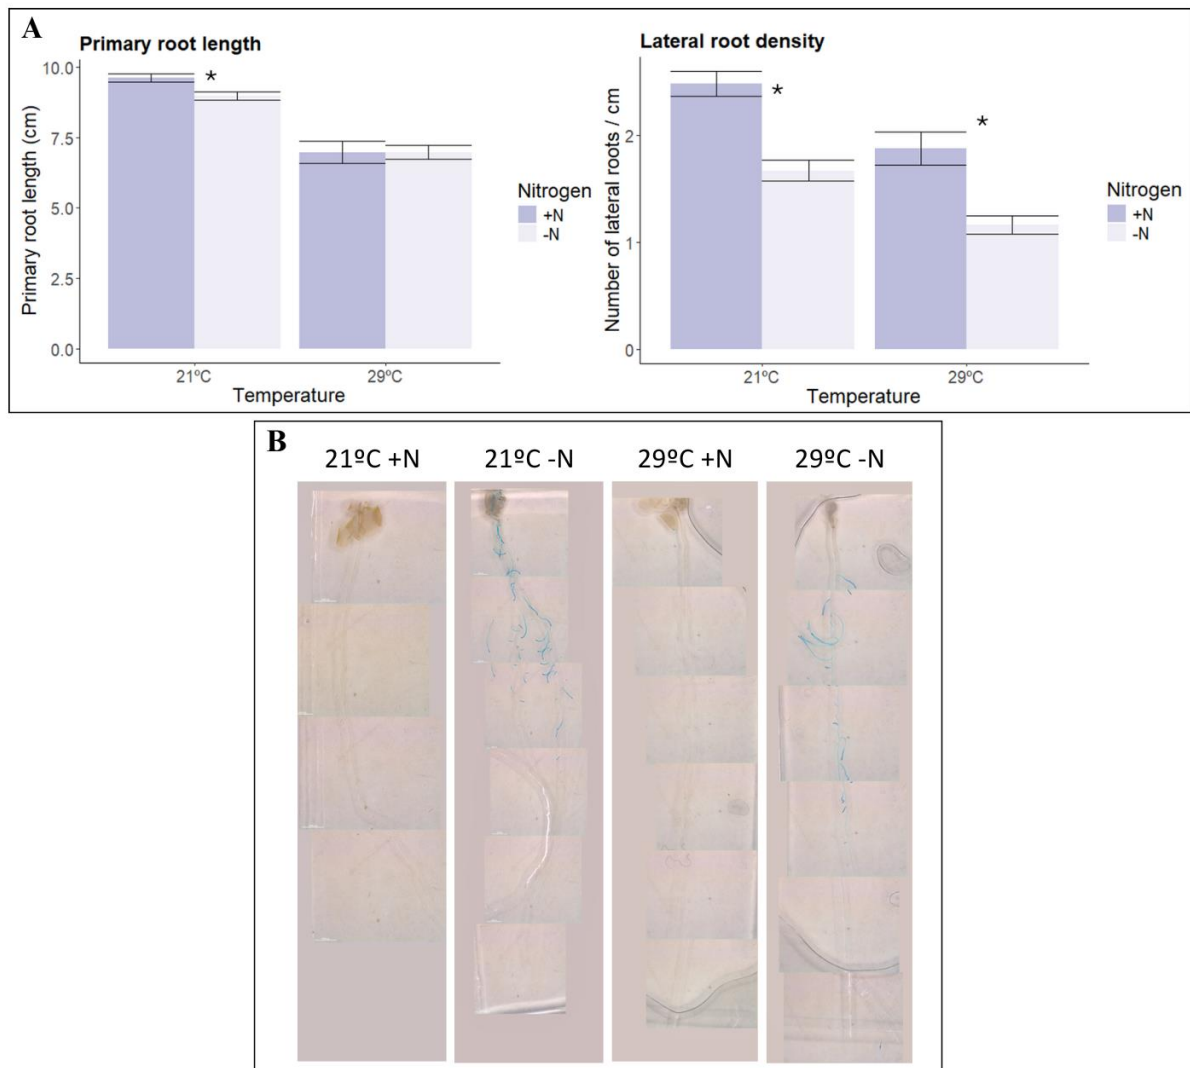 A
Primary root length
Primary root length (cm)
10.0
7.5
5.0
2.5
0.0
*
21ºC
29ºC
Temperature
Nitrogen
+N
-N
Lateral root density
Number of lateral roots / cm
2
1
0
*
*
21ºC
29ºC
Temperature
Nitrogen
+N
-N
B
21ºC +N
21ºC -N
29ºC +N
29ºC -N